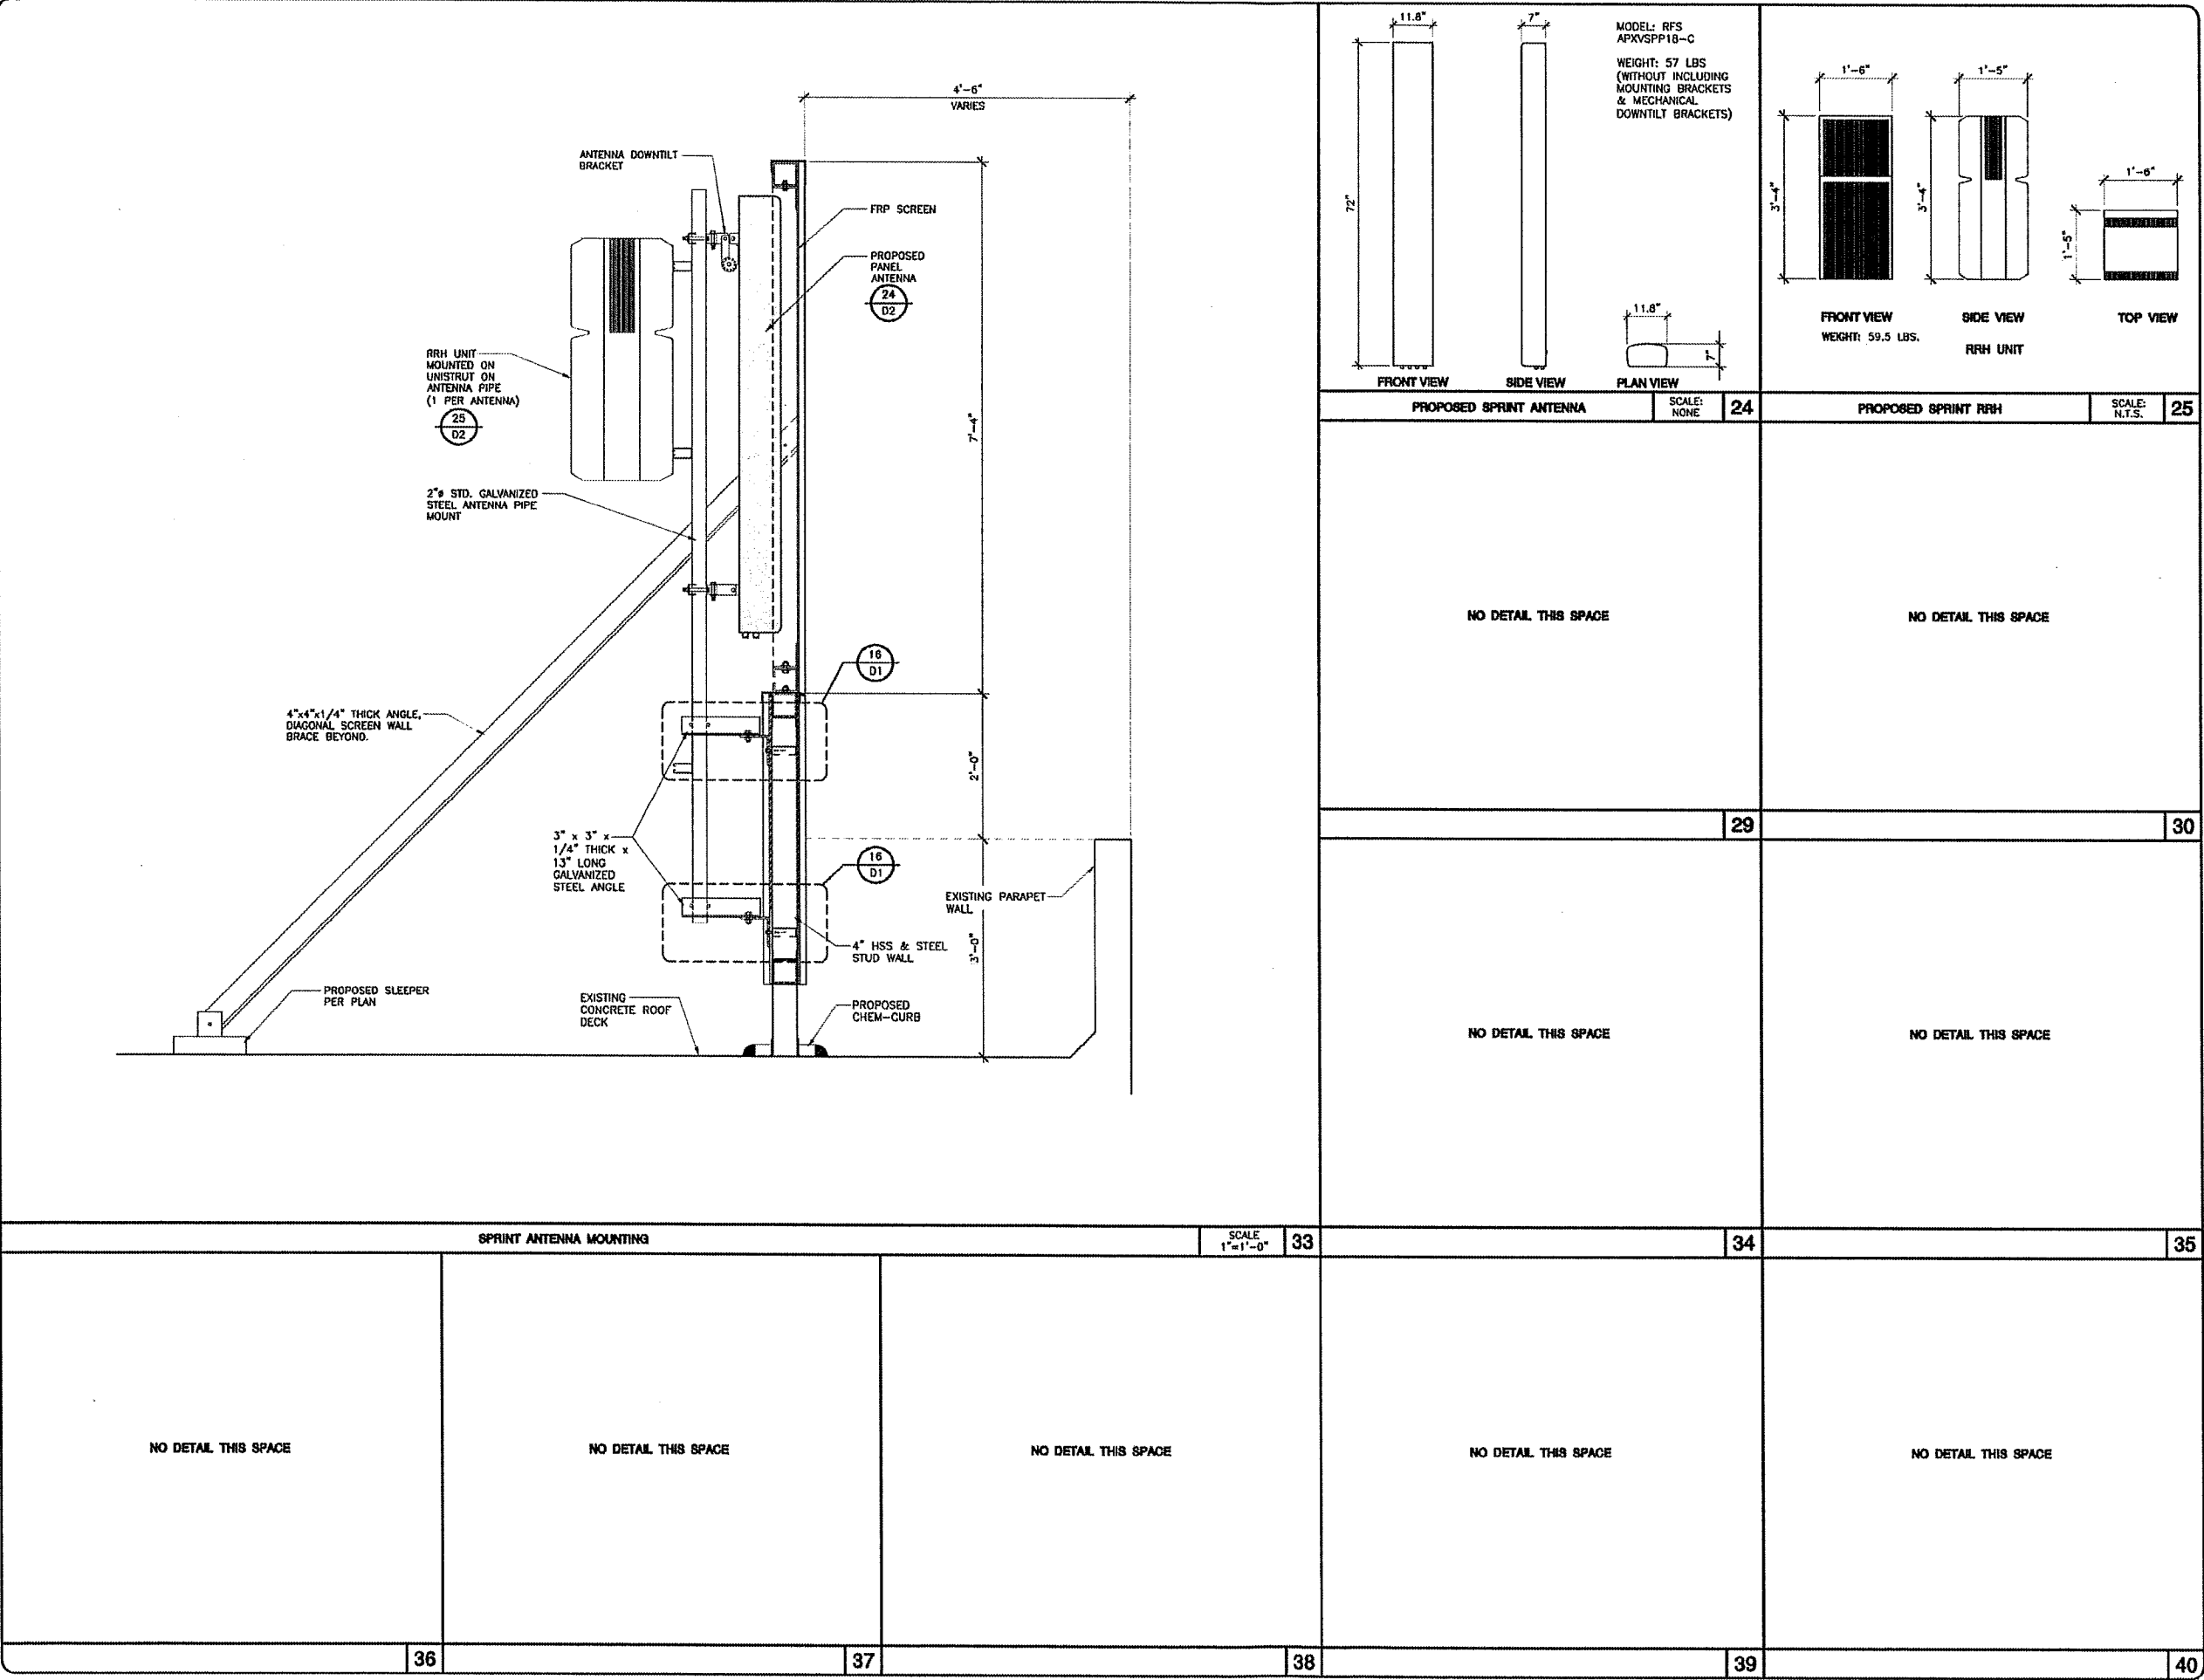 4'-6"
VARIES
ANTENNA DOWNTILT
BRACKET
FRP SCREEN
PROPOSED
PANEL
ANTENNA
24
D2
RRH UNIT
MOUNTED ON
UNISTRUT ON
ANTENNA PIPE
(1 PER ANTENNA)
25
D2
7'-4"
2"ø STD. GALVANIZED
STEEL ANTENNA PIPE
MOUNT
16
D1
4"x4"x1/4" THICK ANGLE,
DIAGONAL SCREEN WALL
BRACE BEYOND.
2'-0"
3" x 3" x
1/4" THICK x
13" LONG
GALVANIZED
STEEL ANGLE
16
D1
EXISTING PARAPET
WALL
4" HSS & STEEL
STUD WALL
3'-0"
PROPOSED SLEEPER
PER PLAN
EXISTING
CONCRETE ROOF
DECK
PROPOSED
CHEM-CURB
SPRINT ANTENNA MOUNTING
SCALE
1"=1'-0"
33
11.8"
7"
MODEL: RFS
APXVSPP18-C
WEIGHT: 57 LBS
(WITHOUT INCLUDING
MOUNTING BRACKETS
& MECHANICAL
DOWNTILT BRACKETS)
72"
11.8"
7"
FRONT VIEW
SIDE VIEW
PLAN VIEW
PROPOSED SPRINT ANTENNA
SCALE:
NONE
24
1'-6"
1'-5"
3'-4"
3'-4"
1'-6"
1'-5"
FRONT VIEW
SIDE VIEW
TOP VIEW
WEIGHT: 59.5 LBS.
RRH UNIT
PROPOSED SPRINT RRH
SCALE:
N.T.S.
25
NO DETAIL THIS SPACE
29
NO DETAIL THIS SPACE
30
NO DETAIL THIS SPACE
34
NO DETAIL THIS SPACE
35
NO DETAIL THIS SPACE
36
NO DETAIL THIS SPACE
37
NO DETAIL THIS SPACE
38
NO DETAIL THIS SPACE
39
NO DETAIL THIS SPACE
40